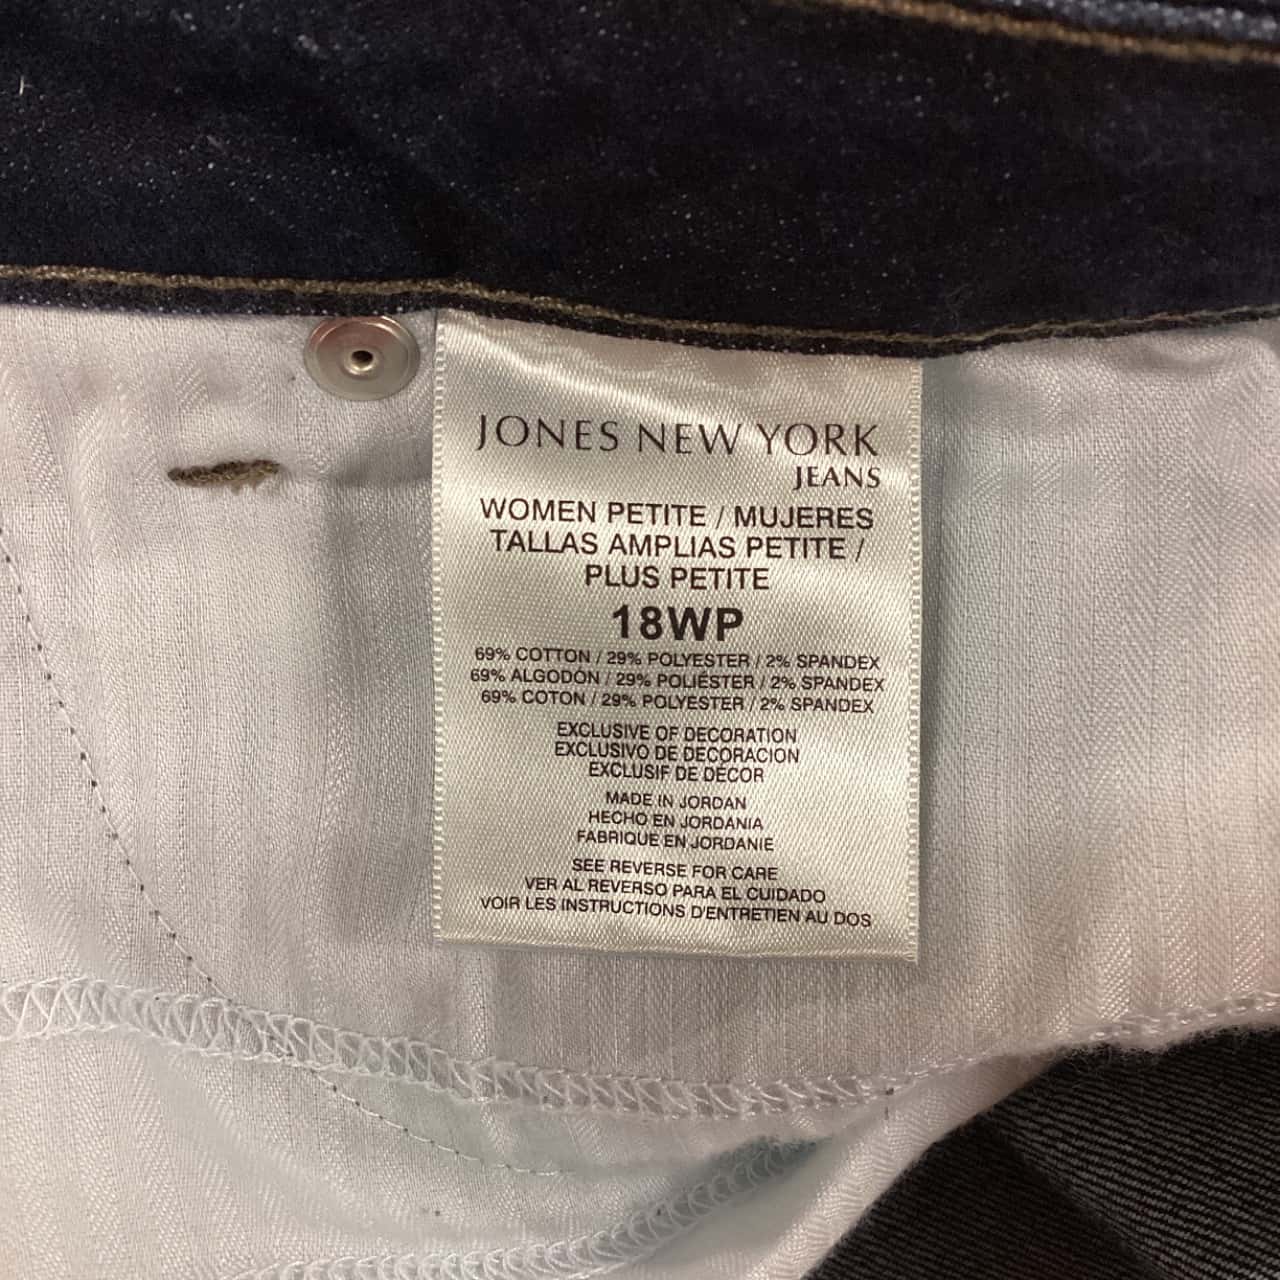 JONES NEW YORK
JEANS
WOMEN PETITE / MUJERES
TALLAS AMPLIAS PETITE /
PLUS PETITE
18WP
69% COTTON / 29% POLYESTER / 2% SPANDEX
69% ALGODÓN / 29% POLIÉSTER / 2% SPANDEX
69% COTON / 29% POLYESTER / 2% SPANDEX
EXCLUSIVE OF DECORATION
EXCLUSIVO DE DECORACION
EXCLUSIF DE DÉCOR
MADE IN JORDAN
HECHO EN JORDANIA
FABRIQUE EN JORDANIE
SEE REVERSE FOR CARE
VER AL REVERSO PARA EL CUIDADO
VOIR LES INSTRUCTIONS D'ENTRETIEN AU DOS